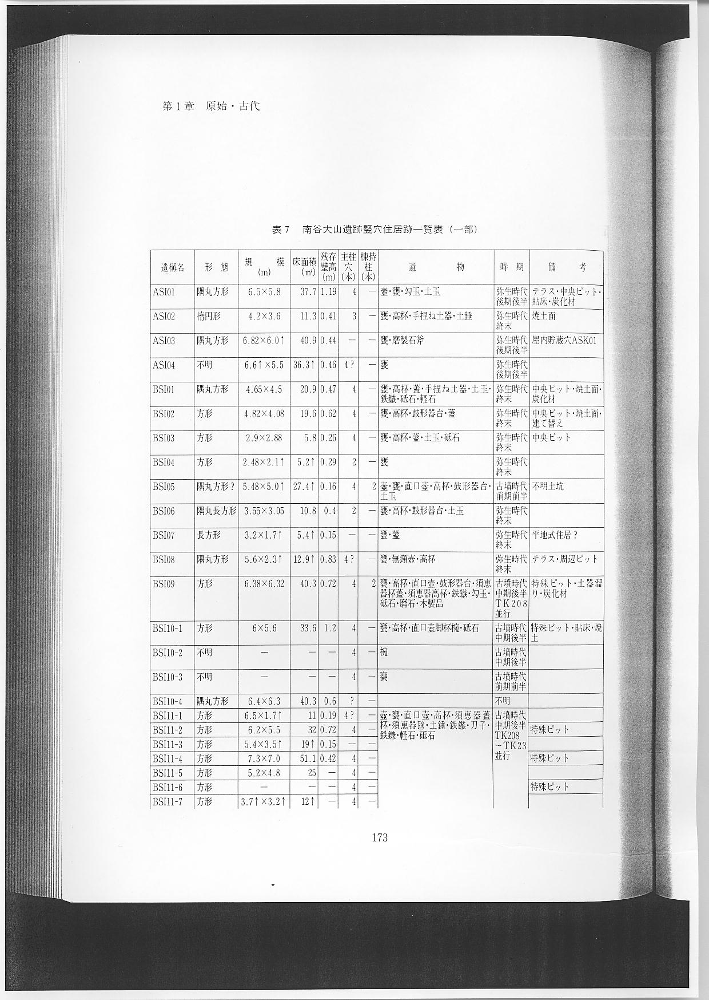 第1章　原始・古代
表7　南谷大山遺跡竪穴住居跡一覧表（一部）
遺構名　形態　規模(m)　床面積(㎡)　残存壁高(m)　主柱穴(本)　棟持柱(本)　遺物　時期　備考
ASI01　隅丸方形　6.5×5.8　37.7　1.19　4　―　壺・甕・勾玉・土玉　弥生時代後期後半　テラス・中央ピット・貼床・炭化材
ASI02　楕円形　4.2×3.6　11.3　0.41　3　―　甕・高杯・手捏ね土器・土錘　弥生時代終末　焼土面
ASI03　隅丸方形　6.82×6.0↑　40.9　0.44　―　―　甕・磨製石斧　弥生時代後期後半　屋内貯蔵穴ASK01
ASI04　不明　6.6↑×5.5　36.3↑　0.46　4？　―　甕　弥生時代後期後半
BSI01　隅丸方形　4.65×4.5　20.9　0.47　4　―　甕・高杯・蓋・手捏ね土器・土玉・鉄鏃・砥石・軽石　弥生時代終末　中央ピット・焼土面・炭化材
BSI02　方形　4.82×4.08　19.6　0.62　4　―　甕・高杯・鼓形器台・蓋　弥生時代終末　中央ピット・焼土面・建て替え
BSI03　方形　2.9×2.88　5.8　0.26　4　―　甕・高杯・蓋・土玉・砥石　弥生時代終末　中央ピット
BSI04　方形　2.48×2.1↑　5.2↑　0.29　2　―　甕　弥生時代終末
BSI05　隅丸方形？　5.48×5.0↑　27.4↑　0.16　4　2　壺・甕・直口壺・高杯・鼓形器台・土玉　古墳時代前期前半　不明土坑
BSI06　隅丸長方形　3.55×3.05　10.8　0.4　2　―　甕・高杯・鼓形器台・土玉　弥生時代終末
BSI07　長方形　3.2×1.7↑　5.4↑　0.15　―　―　甕・蓋　弥生時代終末　平地式住居？
BSI08　隅丸方形　5.6×2.3↑　12.9↑　0.83　4？　―　甕・無頸壺・高杯　弥生時代終末　テラス・周辺ピット
BSI09　方形　6.38×6.32　40.3　0.72　4　2　甕・高杯・直口壺・鼓形器台・須恵器杯蓋・須恵器高杯・鉄鏃・勾玉・砥石・磨石・木製品　古墳時代中期後半TK208並行　特殊ピット・土器溜り・炭化材
BSI10-1　方形　6×5.6　33.6　1.2　4　―　甕・高杯・直口壺脚杯椀・砥石　古墳時代中期後半　特殊ピット・貼床・焼土
BSI10-2　不明　―　―　―　4　―　椀　古墳時代中期後半
BSI10-3　不明　―　―　―　4　―　甕　古墳時代前期前半
BSI10-4　隅丸方形　6.4×6.3　40.3　0.6　？　―　不明
BSI11-1　方形　6.5×1.7↑　11　0.19　4？　―　壺・甕・直口壺・高杯・須恵器蓋杯・須恵器𤭯・土錘・鉄鏃・刀子・鉄鎌・軽石・砥石　古墳時代中期後半TK208～TK23並行
BSI11-2　方形　6.2×5.5　32　0.72　4　―　特殊ピット
BSI11-3　方形　5.4×3.5↑　19↑　0.15　―　―
BSI11-4　方形　7.3×7.0　51.1　0.42　4　―　特殊ピット
BSI11-5　方形　5.2×4.8　25　―　4　―
BSI11-6　方形　―　―　―　4　―　特殊ピット
BSI11-7　方形　3.7↑×3.2↑　12↑　―　4　―
173